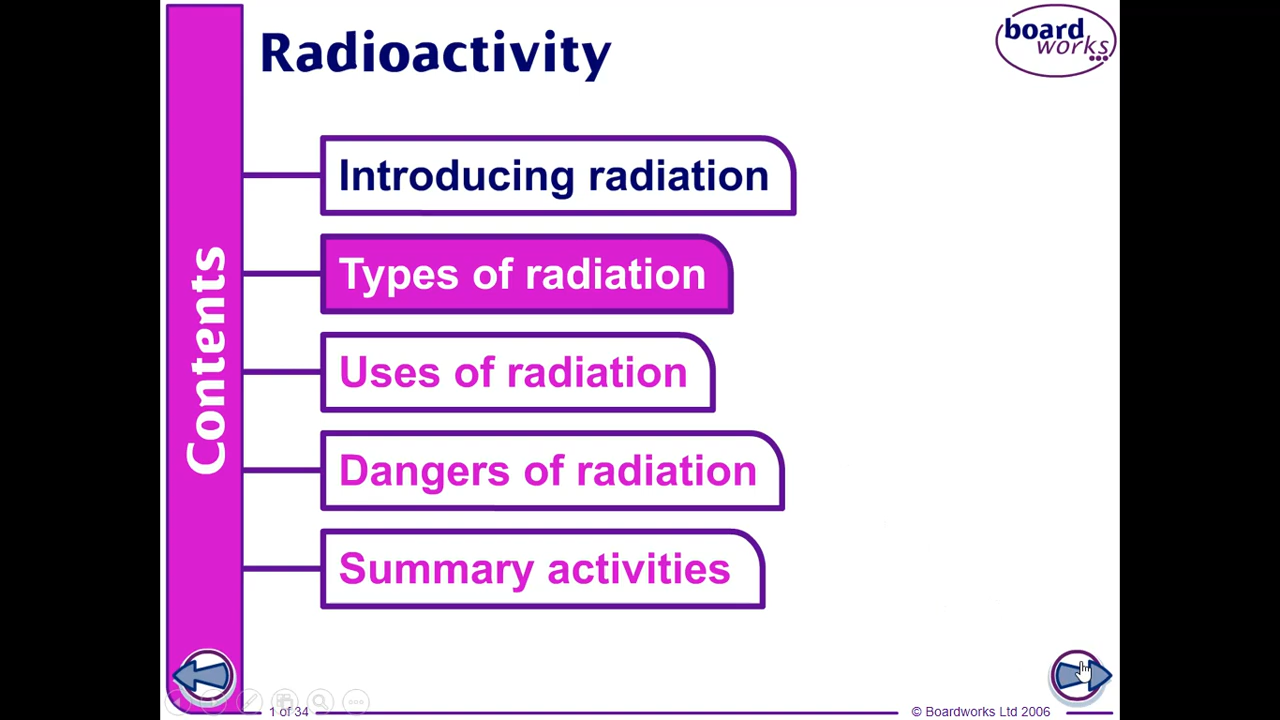 Radioactivity
board
works
Introducing radiation
Types of radiation
Uses of radiation
Dangers of radiation
Summary activities
Contents
1 of 34
© Boardworks Ltd 2006